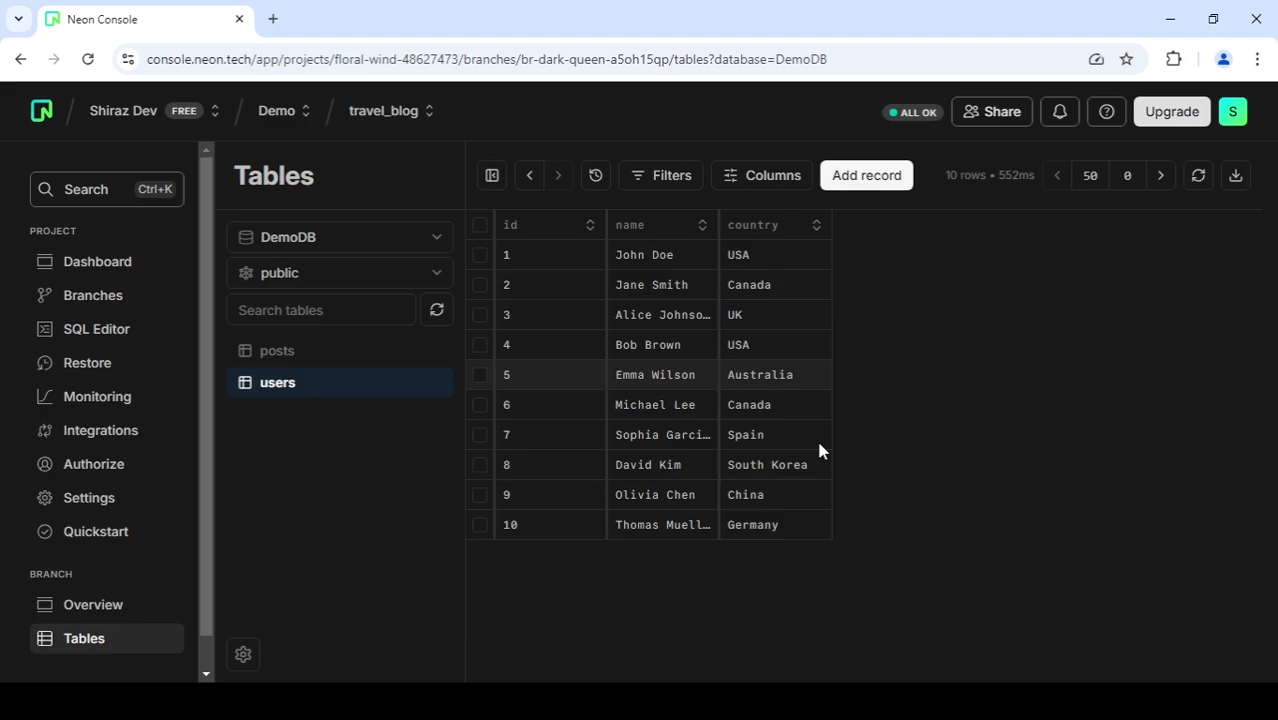 Neon Console
console.neon.tech/app/projects/floral-wind-48627473/branches/br-dark-queen-a5oh15qp/tables?database=DemoDB
Shiraz Dev FREE / Demo / travel_blog ALL OK Share Upgrade S
Search Ctrl+K
PROJECT
Dashboard
Branches
SQL Editor
Restore
Monitoring
Integrations
Authorize
Settings
Quickstart
BRANCH
Overview
Tables
Tables
DemoDB
public
Search tables
posts
users
Filters Columns Add record 10 rows • 552ms 50 0
id name country
1 John Doe USA
2 Jane Smith Canada
3 Alice Johnso… UK
4 Bob Brown USA
5 Emma Wilson Australia
6 Michael Lee Canada
7 Sophia Garci… Spain
8 David Kim South Korea
9 Olivia Chen China
10 Thomas Muell… Germany